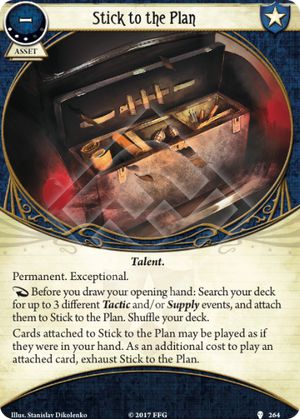 Stick to the Plan
–
ASSET
Talent.
Permanent. Exceptional.
Before you draw your opening hand: Search your deck
for up to 3 different Tactic and/or Supply events, and attach
them to Stick to the Plan. Shuffle your deck.
Cards attached to Stick to the Plan may be played as if
they were in your hand. As an additional cost to play an
attached card, exhaust Stick to the Plan.
Illus. Stanislav Dikolenko
© 2017 FFG
264